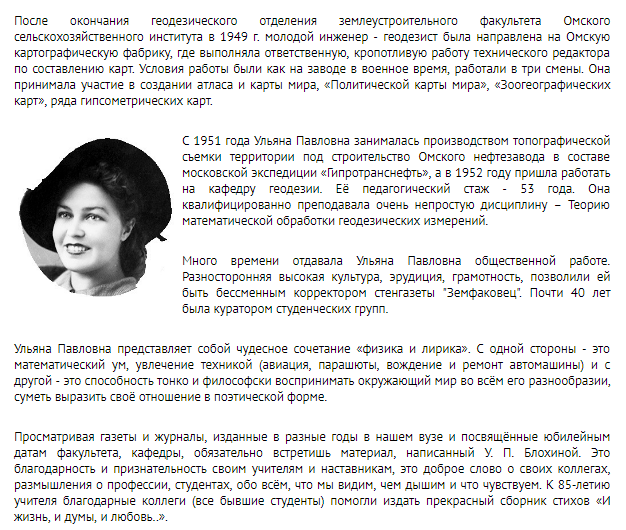 После окончания геодезического отделения землеустроительного факультета Омского
сельскохозяйственного института в 1949 г. молодой инженер - геодезист была направлена на Омскую
картографическую фабрику, где выполняла ответственную, кропотливую работу технического редактора
по составлению карт. Условия работы были как на заводе в военное время, работали в три смены. Она
принимала участие в создании атласа и карты мира, «Политической карты мира», «Зоогеографических
карт», ряда гипсометрических карт.
С 1951 года Ульяна Павловна занималась производством топографической
съемки территории под строительство Омского нефтезавода в составе
московской экспедиции «Гипротранснефть», а в 1952 году пришла работать
на кафедру геодезии. Её педагогический стаж - 53 года. Она
квалифицированно преподавала очень непростую дисциплину – Теорию
математической обработки геодезических измерений.
Много времени отдавала Ульяна Павловна общественной работе.
Разносторонняя высокая культура, эрудиция, грамотность, позволили ей
быть бессменным корректором стенгазеты "Земфаковец". Почти 40 лет
была куратором студенческих групп.
Ульяна Павловна представляет собой чудесное сочетание «физика и лирика». С одной стороны - это
математический ум, увлечение техникой (авиация, парашюты, вождение и ремонт автомашины) и с
другой - это способность тонко и философски воспринимать окружающий мир во всём его разнообразии,
суметь выразить своё отношение в поэтической форме.
Просматривая газеты и журналы, изданные в разные годы в нашем вузе и посвящённые юбилейным
датам факультета, кафедры, обязательно встретишь материал, написанный У. П. Блохиной. Это
благодарность и признательность своим учителям и наставникам, это доброе слово о своих коллегах,
размышления о профессии, студентах, обо всём, что мы видим, чем дышим и что чувствуем. К 85-летию
учителя благодарные коллеги (все бывшие студенты) помогли издать прекрасный сборник стихов «И
жизнь, и думы, и любовь..».